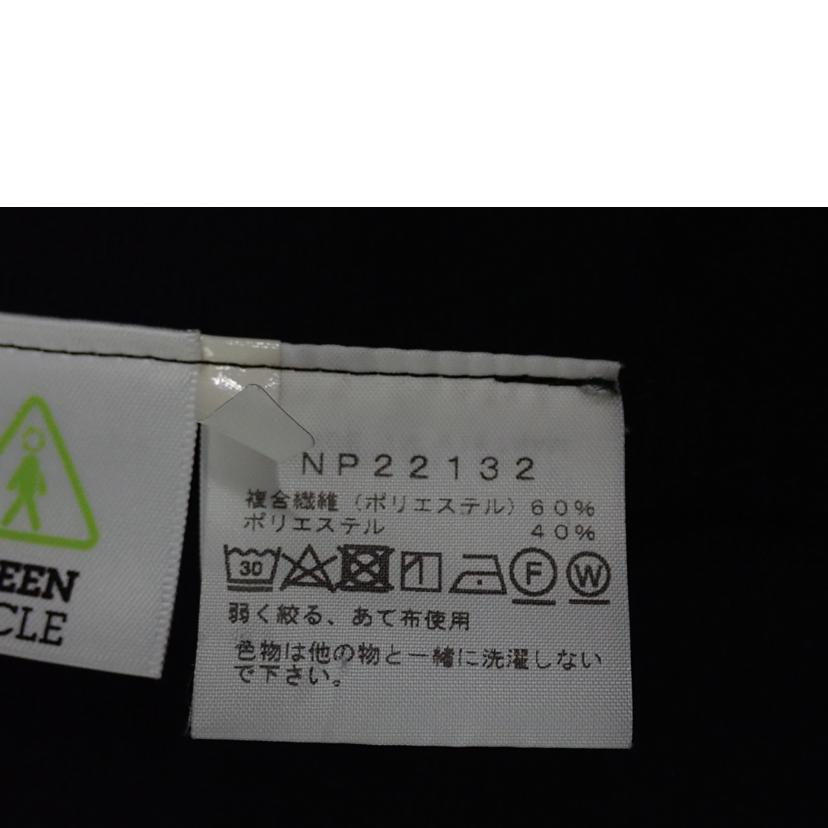 NP22132
複合繊維（ポリエステル）60%
ポリエステル 40%
30 F W
弱く絞る、あて布使用
色物は他の物と一緒に洗濯しない
で下さい。
EEN
CLE